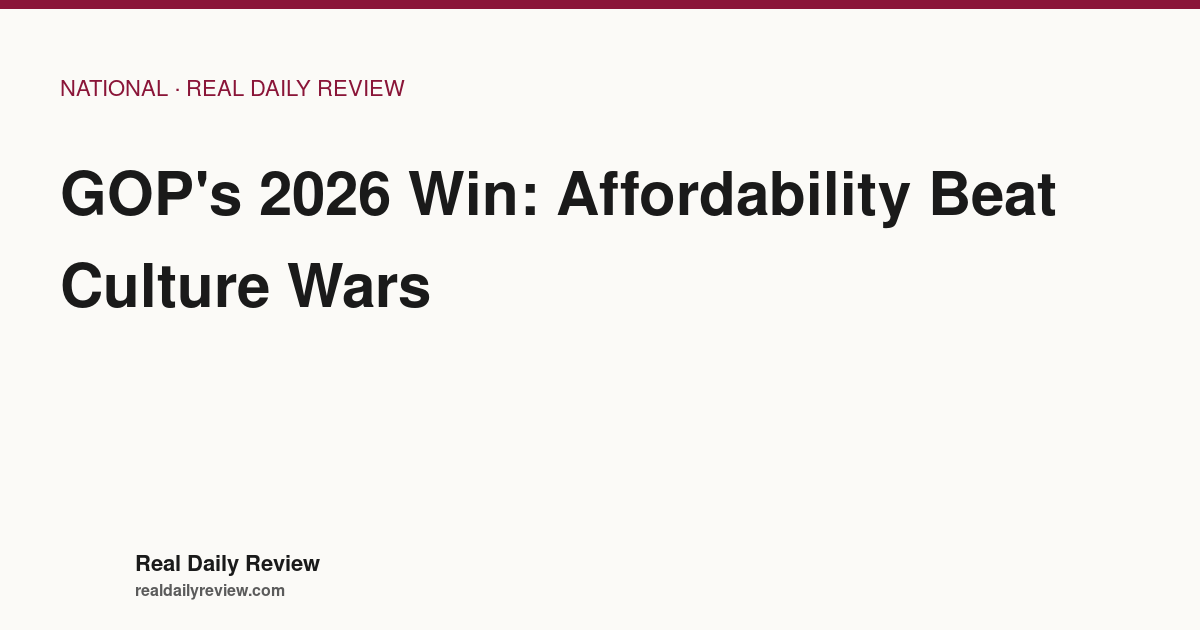 NATIONAL · REAL DAILY REVIEW
GOP's 2026 Win: Affordability Beat
Culture Wars
Real Daily Review
realdailyreview.com